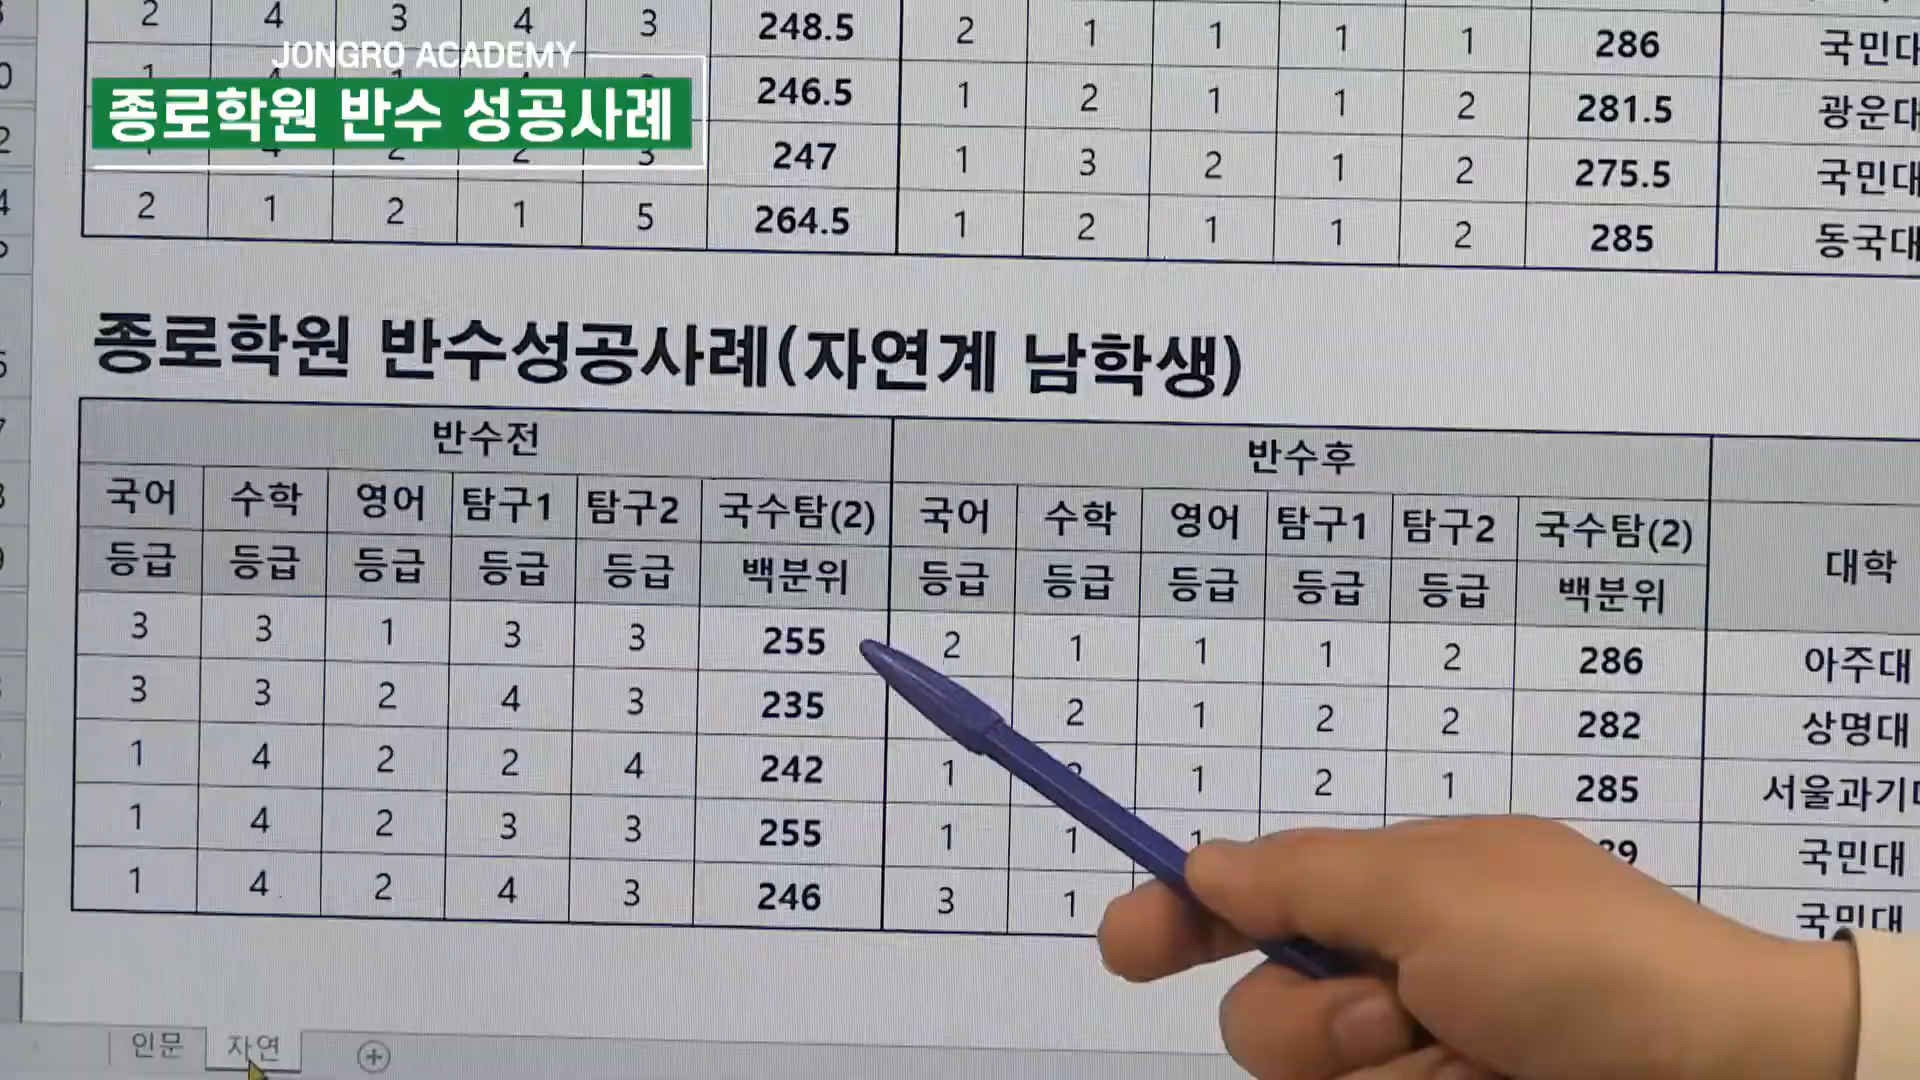 2 4 3 4 3 248.5 2 1 1 1 1 286 국민대
JONGRO ACADEMY
종로학원 반수 성공사례
246.5 1 2 1 1 2 281.5 광운대
247 1 3 2 1 2 275.5 국민대
2 1 2 1 5 264.5 1 2 1 1 2 285 동국대
종로학원 반수성공사례(자연계 남학생)
반수전 반수후
국어 수학 영어 탐구1 탐구2 국수탐(2) 국어 수학 영어 탐구1 탐구2 국수탐(2) 대학
등급 등급 등급 등급 등급 백분위 등급 등급 등급 등급 등급 백분위
3 3 1 3 3 255 2 1 1 1 2 286 아주대
3 3 2 4 3 235 2 1 2 2 282 상명대
1 4 2 2 4 242 1 1 2 1 285 서울과기
1 4 2 3 3 255 1 1 1 국민대
1 4 2 4 3 246 3 1 국민대
인문 자연